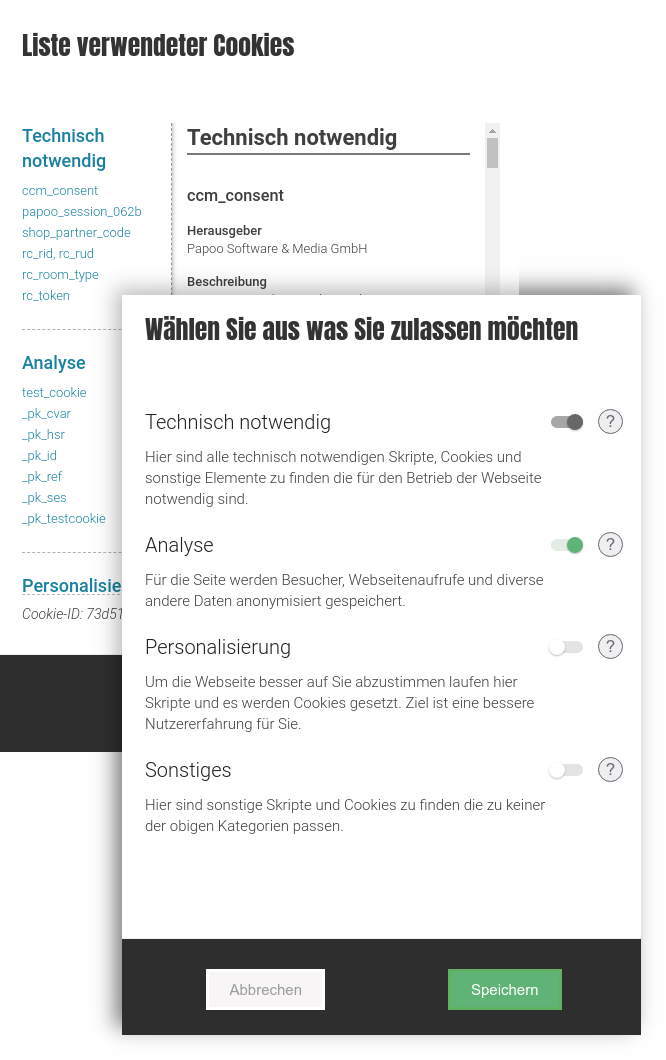 Liste verwendeter Cookies
Technisch
notwendig
ccm_consent
papoo_session_062b
shop_partner_code
rc_rid, rc_rud
rc_room_type
rc_token
Analyse
test_cookie
_pk_cvar
_pk_hsr
_pk_id
_pk_ref
_pk_ses
_pk_testcookie
Personalisie
Cookie-ID: 73d51
Technisch notwendig
ccm_consent
Herausgeber
Papoo Software & Media GmbH
Beschreibung
Wählen Sie aus was Sie zulassen möchten
Technisch notwendig
?
Hier sind alle technisch notwendigen Skripte, Cookies und
sonstige Elemente zu finden die für den Betrieb der Webseite
notwendig sind.
Analyse
?
Für die Seite werden Besucher, Webseitenaufrufe und diverse
andere Daten anonymisiert gespeichert.
Personalisierung
?
Um die Webseite besser auf Sie abzustimmen laufen hier
Skripte und es werden Cookies gesetzt. Ziel ist eine bessere
Nutzererfahrung für Sie.
Sonstiges
?
Hier sind sonstige Skripte und Cookies zu finden die zu keiner
der obigen Kategorien passen.
Abbrechen
Speichern